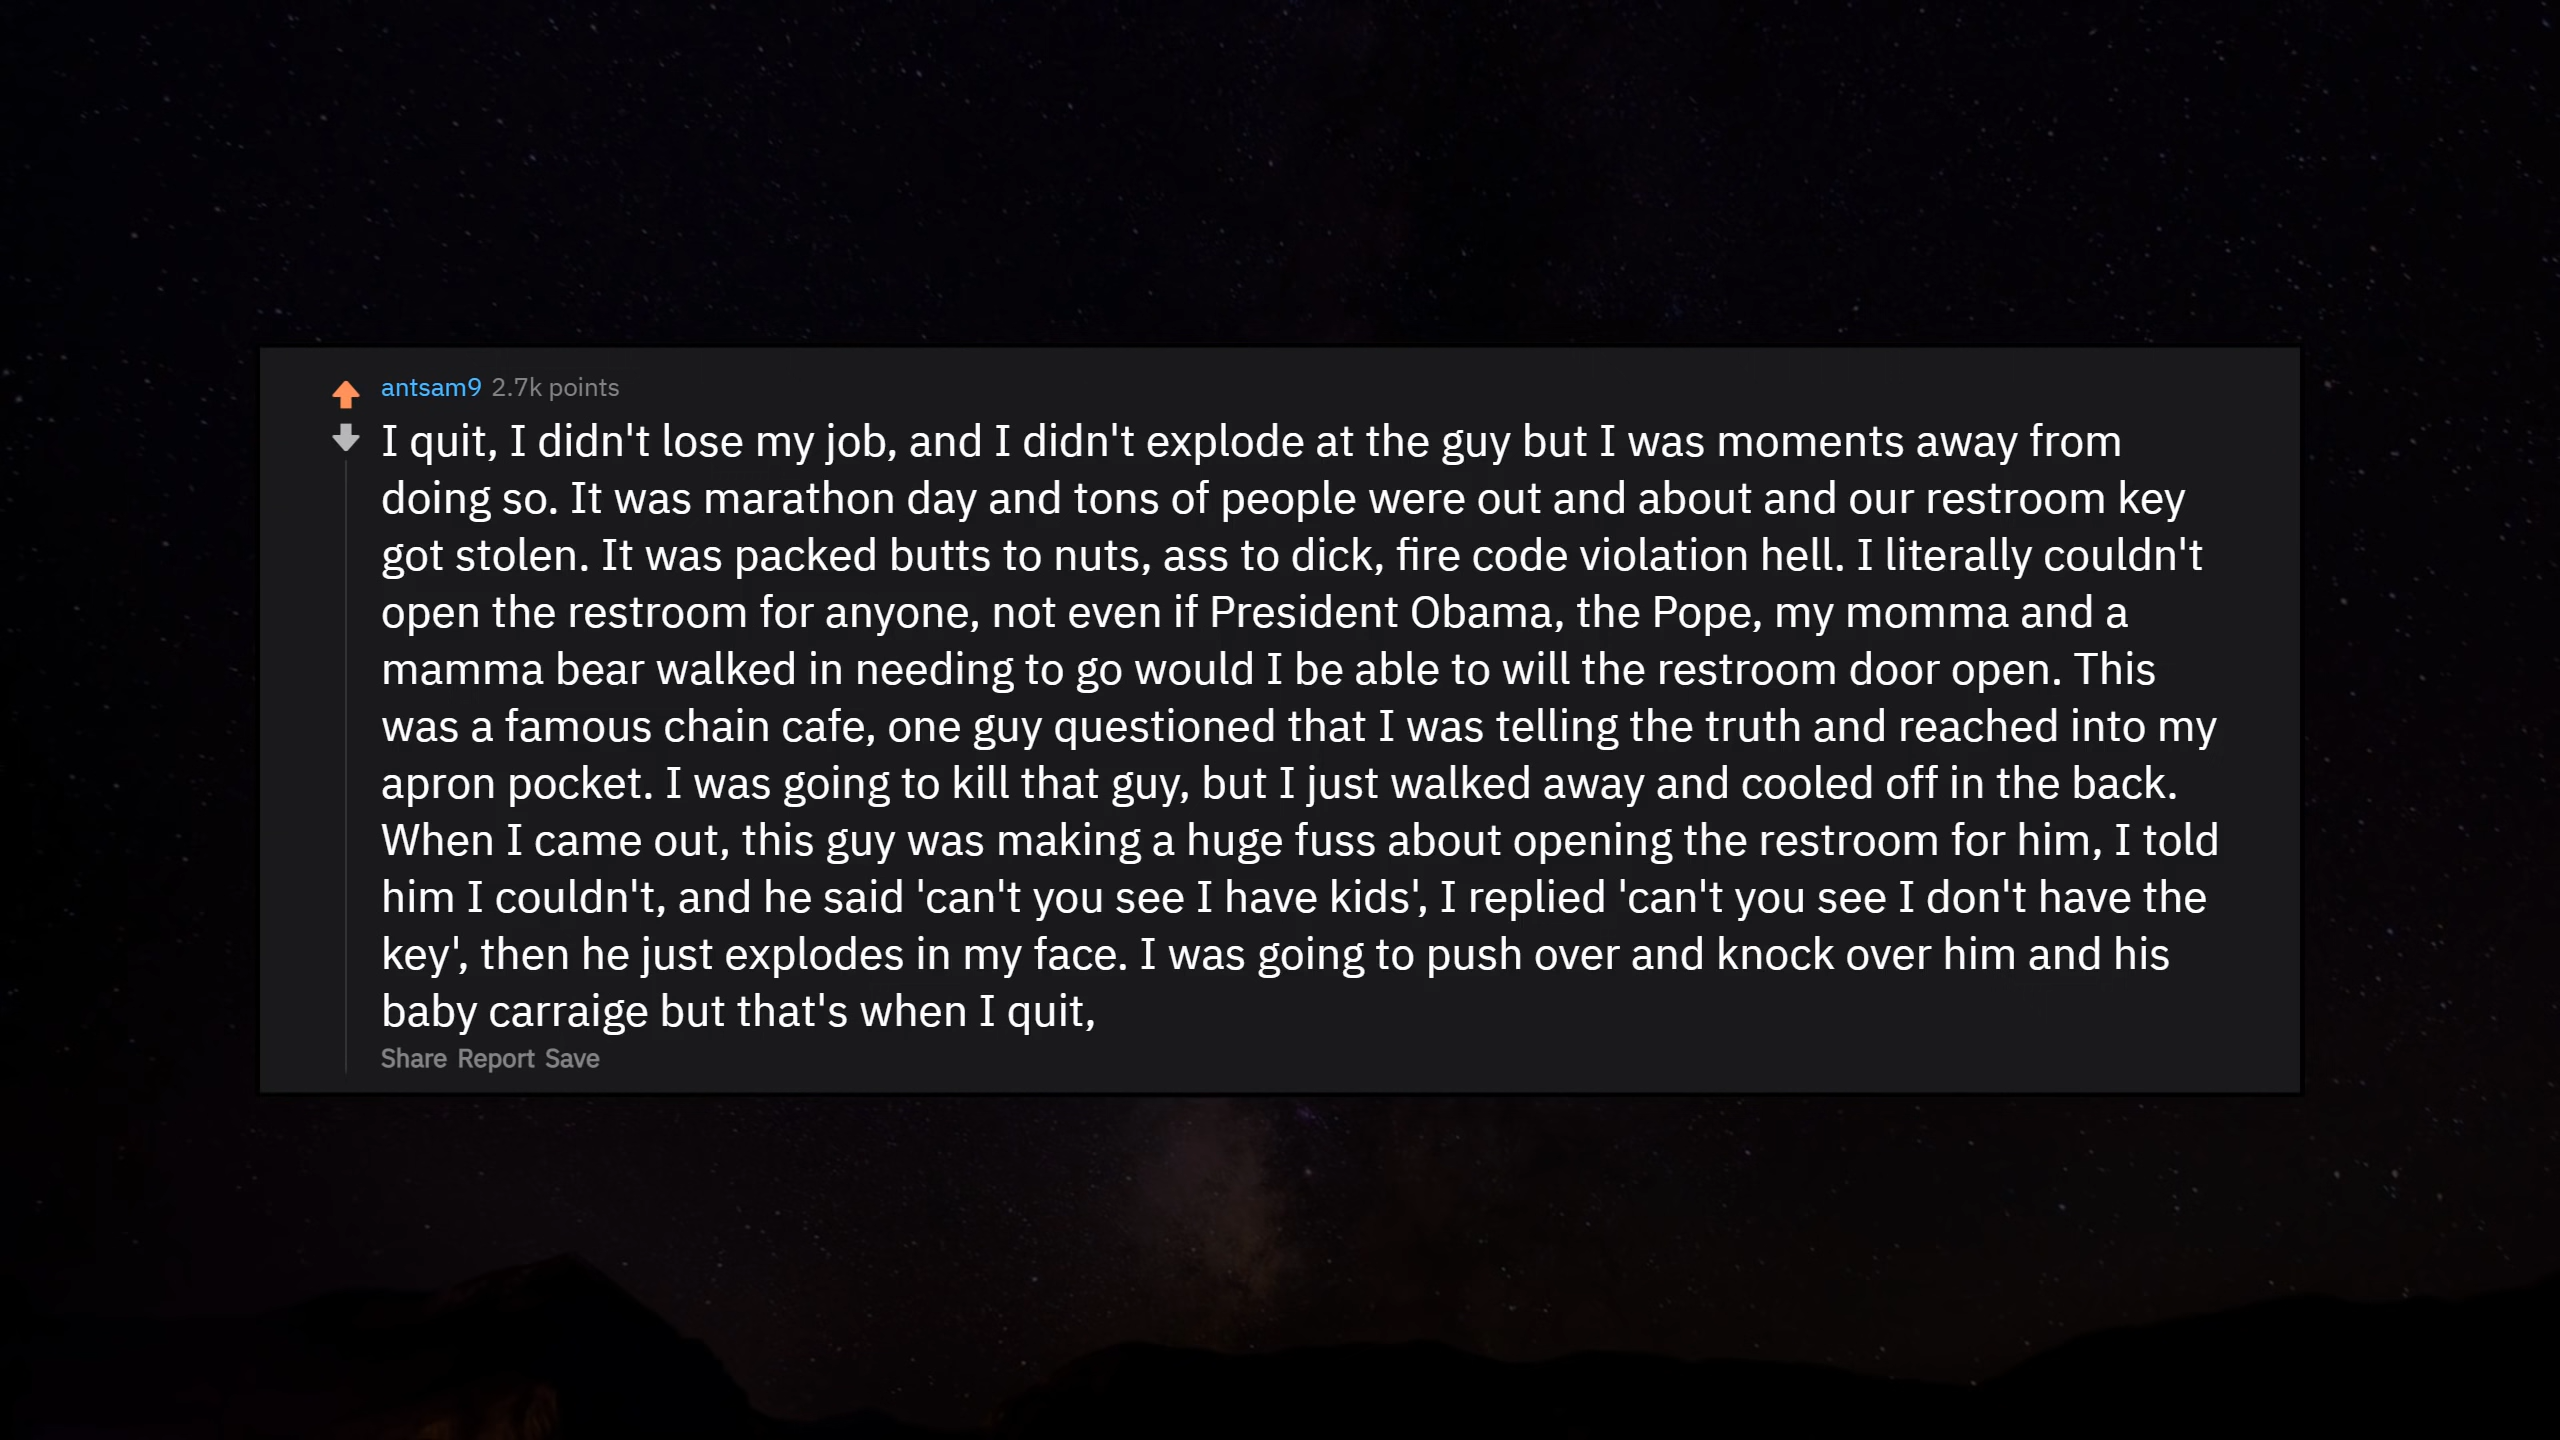 antsam9 2.7k points
I quit, I didn't lose my job, and I didn't explode at the guy but I was moments away from
doing so. It was marathon day and tons of people were out and about and our restroom key
got stolen. It was packed butts to nuts, ass to dick, fire code violation hell. I literally couldn't
open the restroom for anyone, not even if President Obama, the Pope, my momma and a
mamma bear walked in needing to go would I be able to will the restroom door open. This
was a famous chain cafe, one guy questioned that I was telling the truth and reached into my
apron pocket. I was going to kill that guy, but I just walked away and cooled off in the back.
When I came out, this guy was making a huge fuss about opening the restroom for him, I told
him I couldn't, and he said 'can't you see I have kids', I replied 'can't you see I don't have the
key', then he just explodes in my face. I was going to push over and knock over him and his
baby carraige but that's when I quit,
Share Report Save